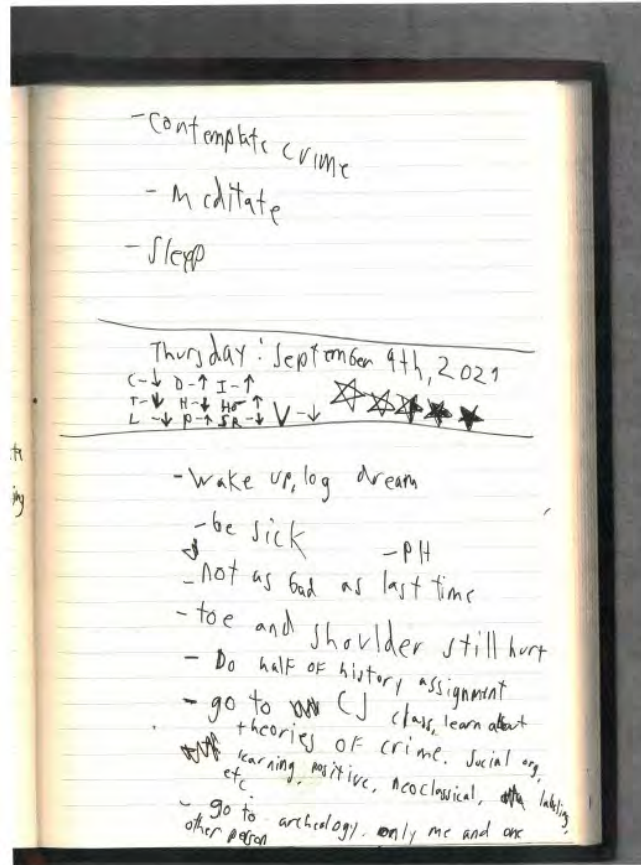 - Contemplate crime
- Meditate
- Sleep
Thursday: September 9th, 2021
C-↓ D-↑ I-↑
T-↓ H-↓ Ho- ↑
L -↓ P-↑ SR-↓ V-↓
- Wake up, log dream
- be sick - PH
- not as bad as last time
- toe and shoulder still hurt
- Do half of history assignment
- go to CJ class, learn about
theories of crime. Social org,
learning, positive, neoclassical, labeling,
etc.
- go to archeology. only me and one
other person